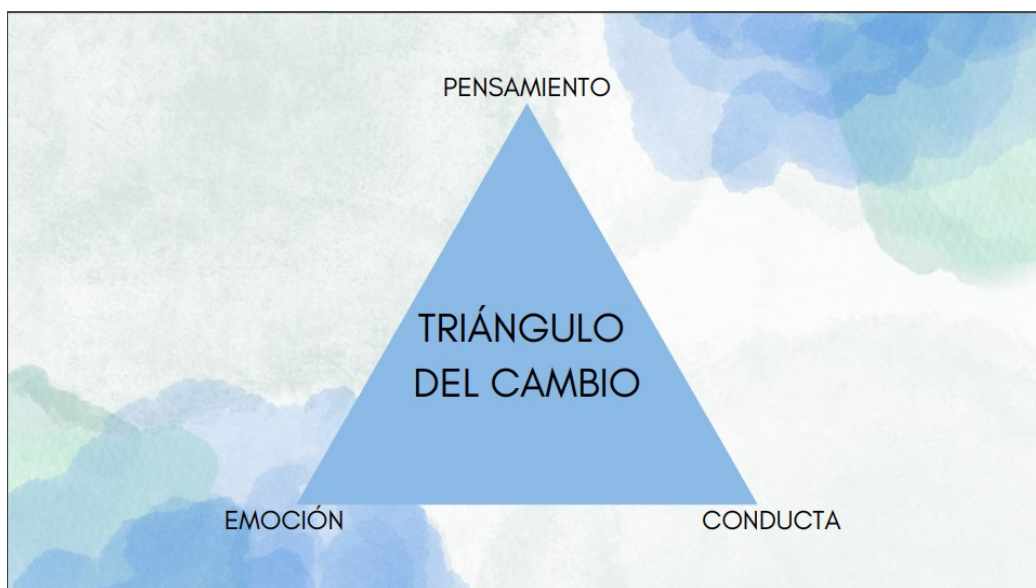 PENSAMIENTO
TRIÁNGULO
DEL CAMBIO
EMOCIÓN
CONDUCTA